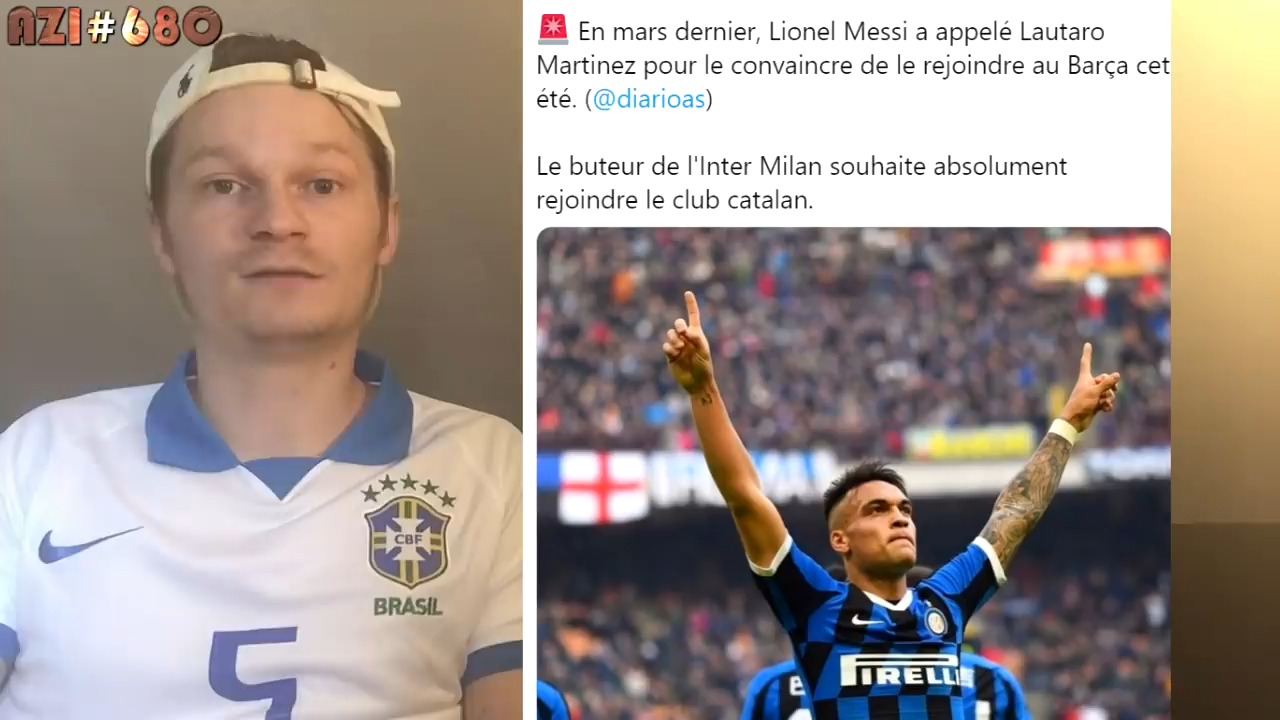 AZI#680
🚨 En mars dernier, Lionel Messi a appelé Lautaro
Martinez pour le convaincre de le rejoindre au Barça cet
été. (@diarioas)
Le buteur de l'Inter Milan souhaite absolument
rejoindre le club catalan.
CBF
BRASIL
5
IRELLI